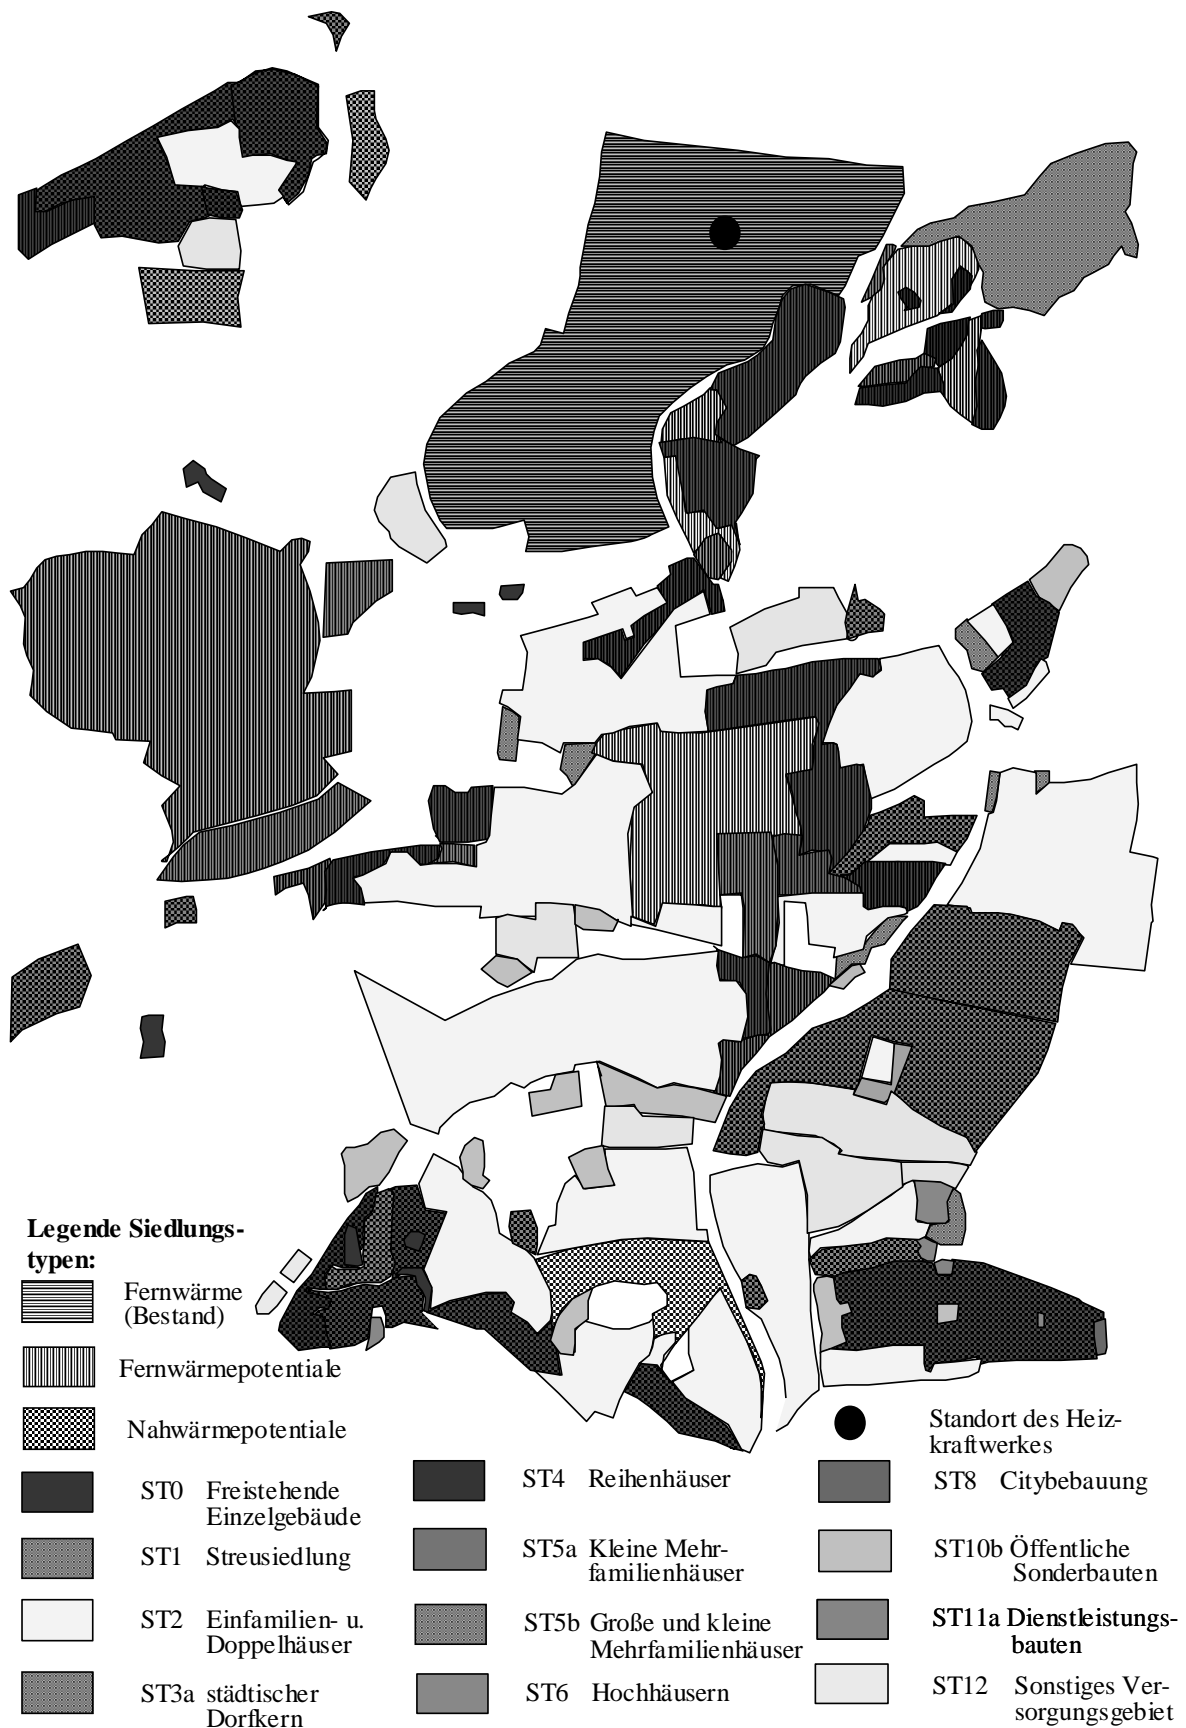 Legende Siedlungs-
typen:
Fernwärme
(Bestand)
Fernwärmepotentiale
Nahwärmepotentiale
ST0 Freistehende
Einzelgebäude
ST1 Streusiedlung
ST2 Einfamilien- u.
Doppelhäuser
ST3a städtischer
Dorfkern
ST4 Reihenhäuser
ST5a Kleine Mehr-
familienhäuser
ST5b Große und kleine
Mehrfamilienhäuser
ST6 Hochhäusern
Standort des Heiz-
kraftwerkes
ST8 Citybebauung
ST10b Öffentliche
Sonderbauten
ST11a Dienstleistungs-
bauten
ST12 Sonstiges Ver-
sorgungsgebiet